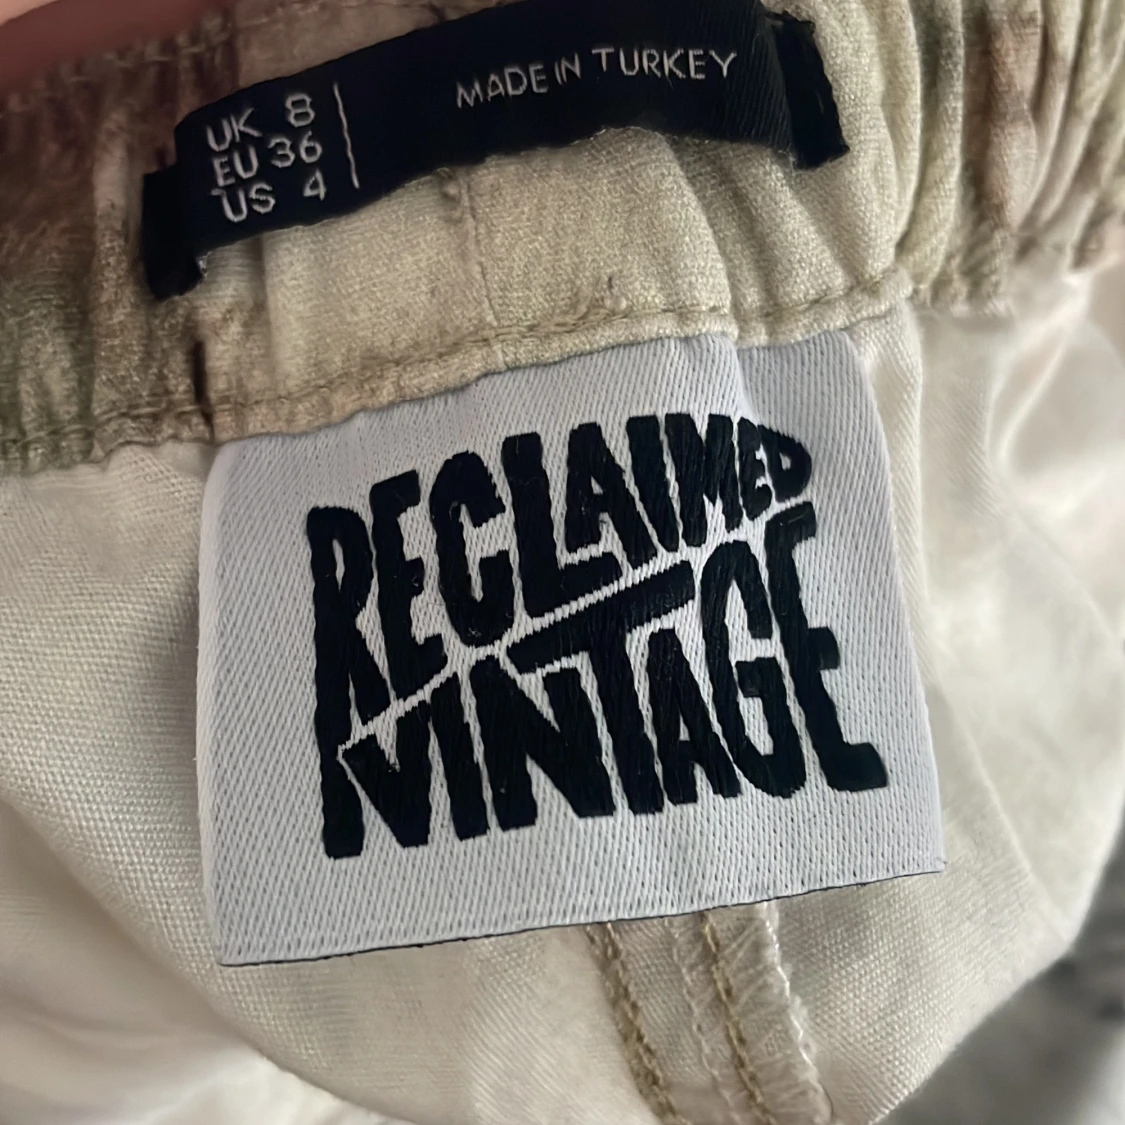 UK 8
EU 36
US 4
MADE IN TURKEY
RECLAIMED
VINTAGE